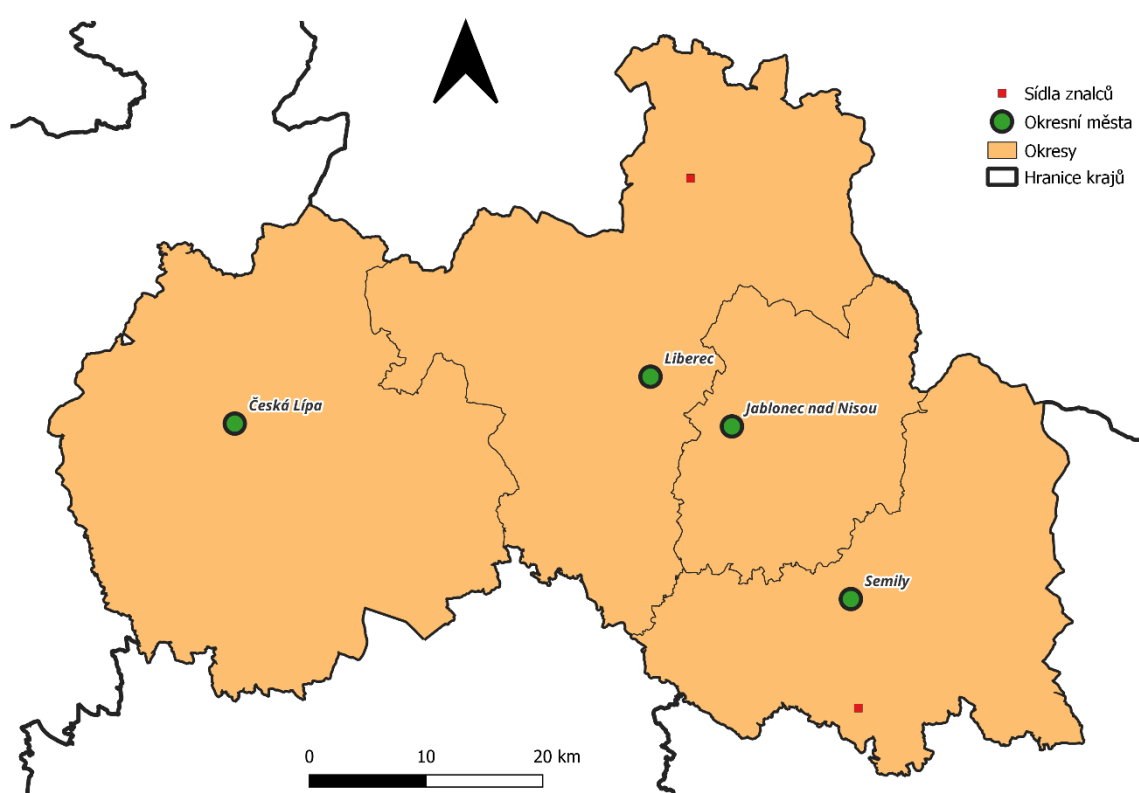 Sídla znalců
Okresní města
Okresy
Hranice krajů
Liberec
Česká Lípa
Jablonec nad Nisou
Semily
0 10 20 km